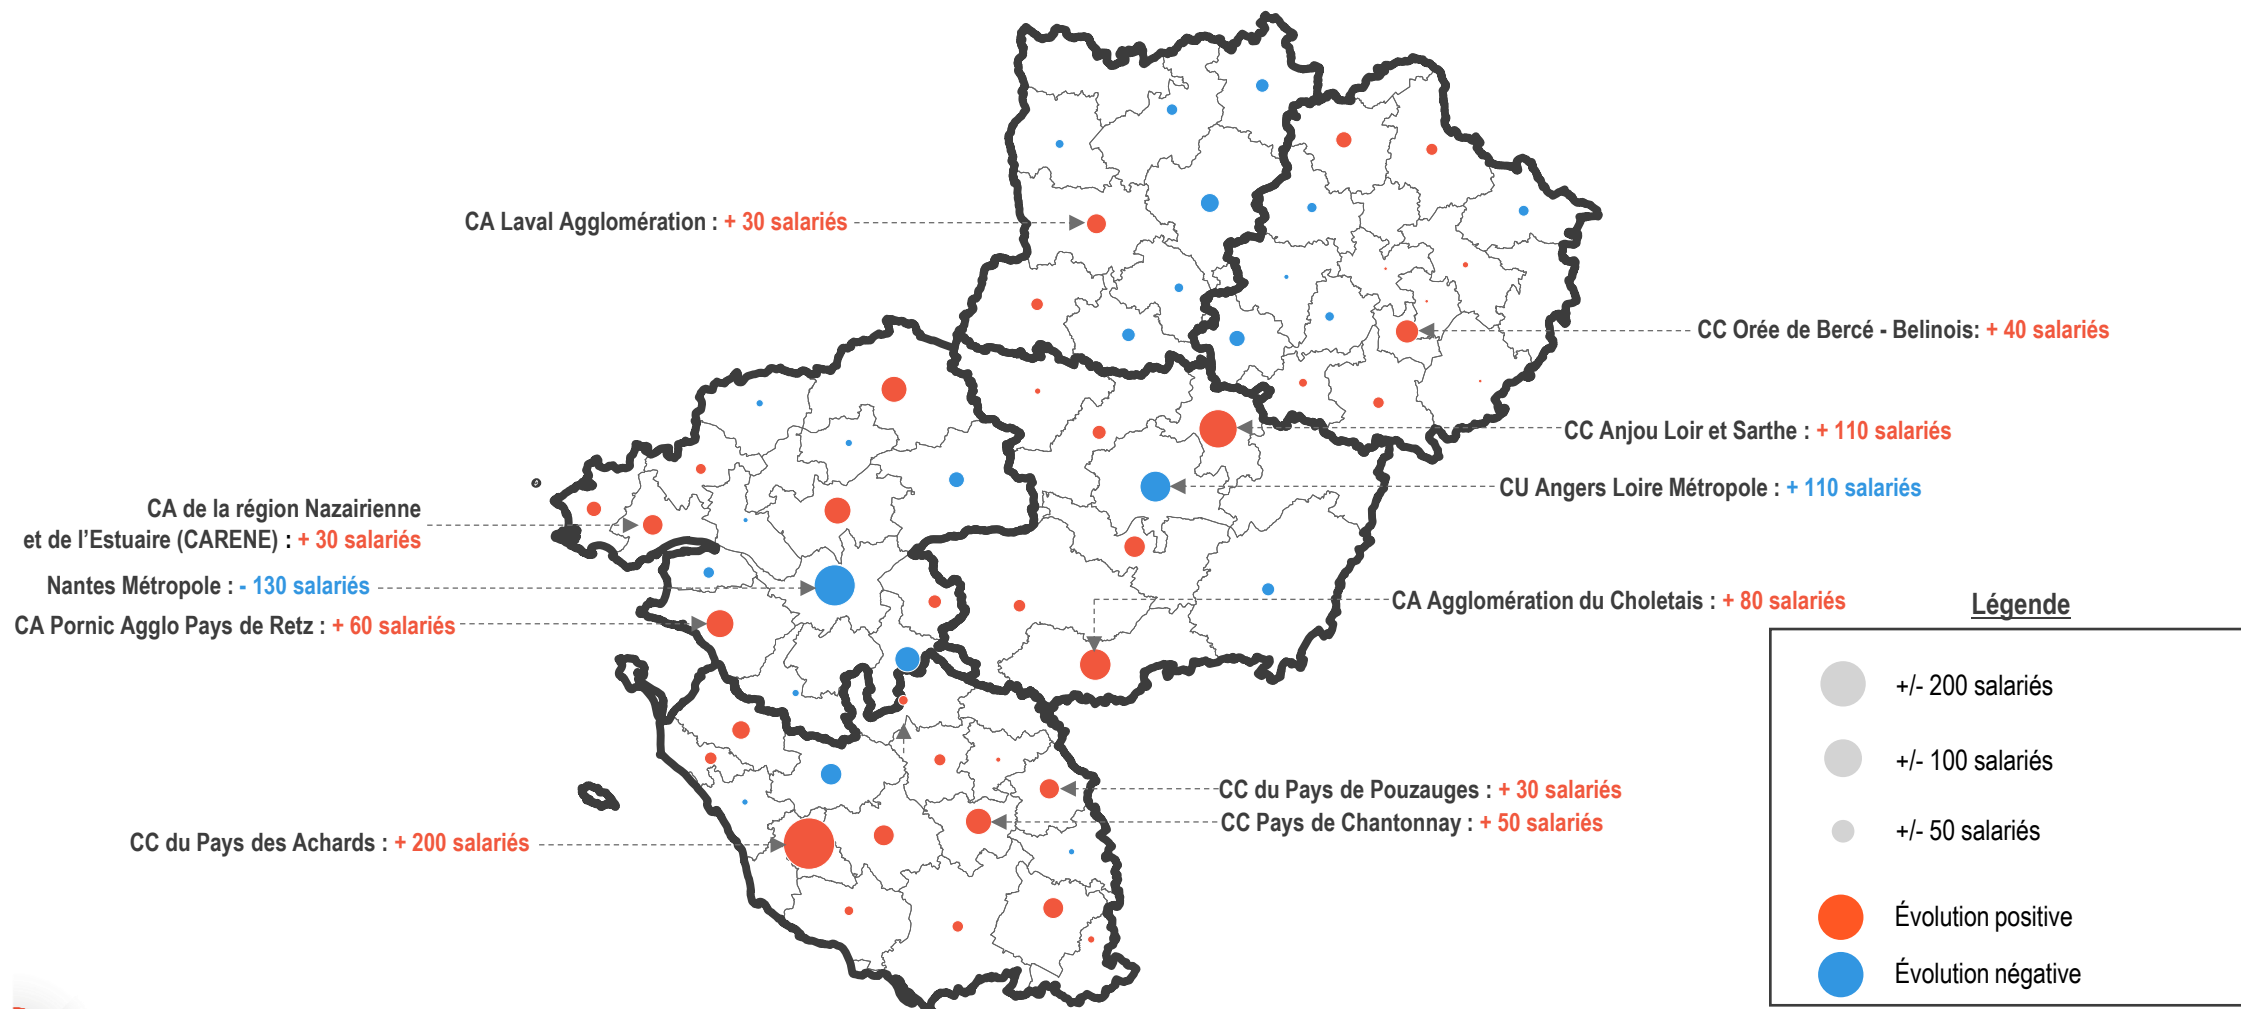 CA Laval Agglomération : + 30 salariés
CC Orée de Bercé - Belinois: + 40 salariés
CC Anjou Loir et Sarthe : + 110 salariés
CU Angers Loire Métropole : + 110 salariés
CA de la région Nazairienne
et de l'Estuaire (CARENE) : + 30 salariés
Nantes Métropole : - 130 salariés
CA Pornic Agglo Pays de Retz : + 60 salariés
CA Agglomération du Choletais : + 80 salariés
CC du Pays de Pouzauges : + 30 salariés
CC Pays de Chantonnay : + 50 salariés
CC du Pays des Achards : + 200 salariés
Légende
+/- 200 salariés
+/- 100 salariés
+/- 50 salariés
Évolution positive
Évolution négative